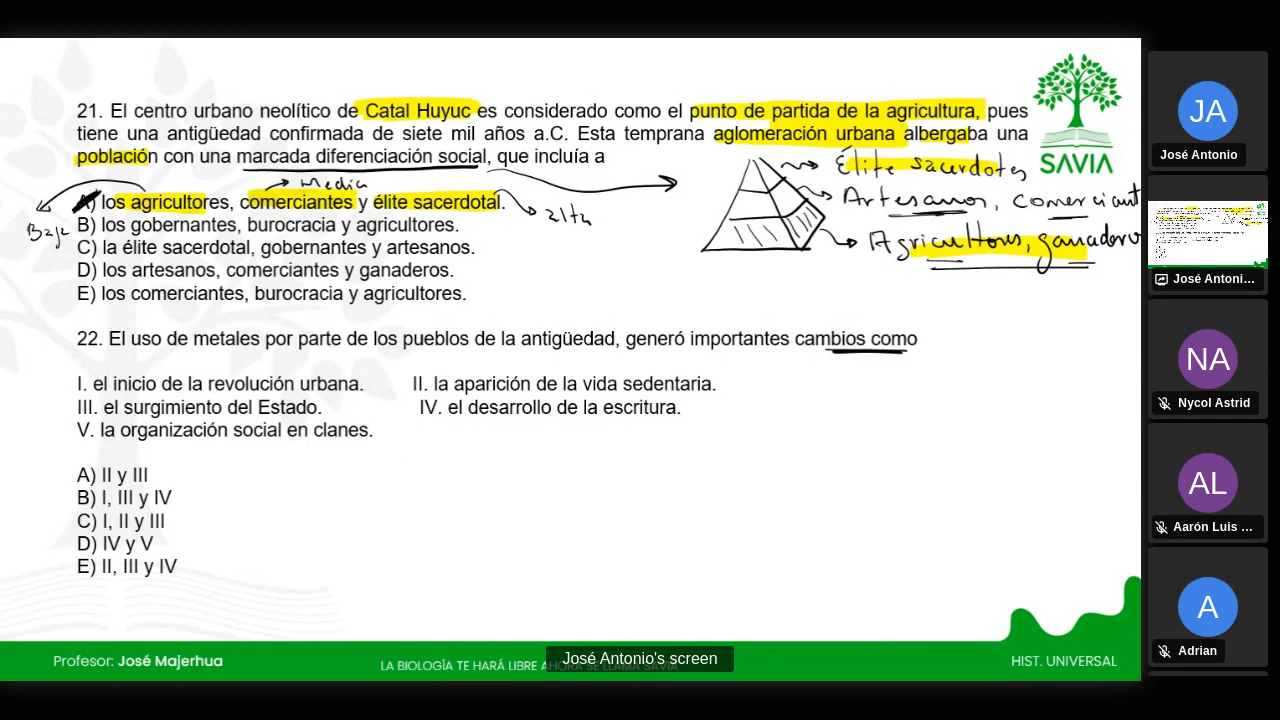 21. El centro urbano neolítico de Catal Huyuc es considerado como el punto de partida de la agricultura, pues
tiene una antigüedad confirmada de siete mil años a.C. Esta temprana aglomeración urbana albergaba una
población con una marcada diferenciación social, que incluía a
SAVIA
Élite sacerdotes
Artesanos, comerciant
Agricultores, ganadero
media
A) los agricultores, comerciantes y élite sacerdotal.
Baja
alta
B) los gobernantes, burocracia y agricultores.
C) la élite sacerdotal, gobernantes y artesanos.
D) los artesanos, comerciantes y ganaderos.
E) los comerciantes, burocracia y agricultores.
22. El uso de metales por parte de los pueblos de la antigüedad, generó importantes cambios como
I. el inicio de la revolución urbana. II. la aparición de la vida sedentaria.
III. el surgimiento del Estado. IV. el desarrollo de la escritura.
V. la organización social en clanes.
A) II y III
B) I, III y IV
C) I, II y III
D) IV y V
E) II, III y IV
Profesor: José Majerhua
LA BIOLOGÍA TE HARÁ LIBRE AHORA SE LLAMA SAVIA
José Antonio's screen
HIST. UNIVERSAL
JA
José Antonio
José Antoni...
NA
Nycol Astrid
AL
Aarón Luis ...
A
Adrian